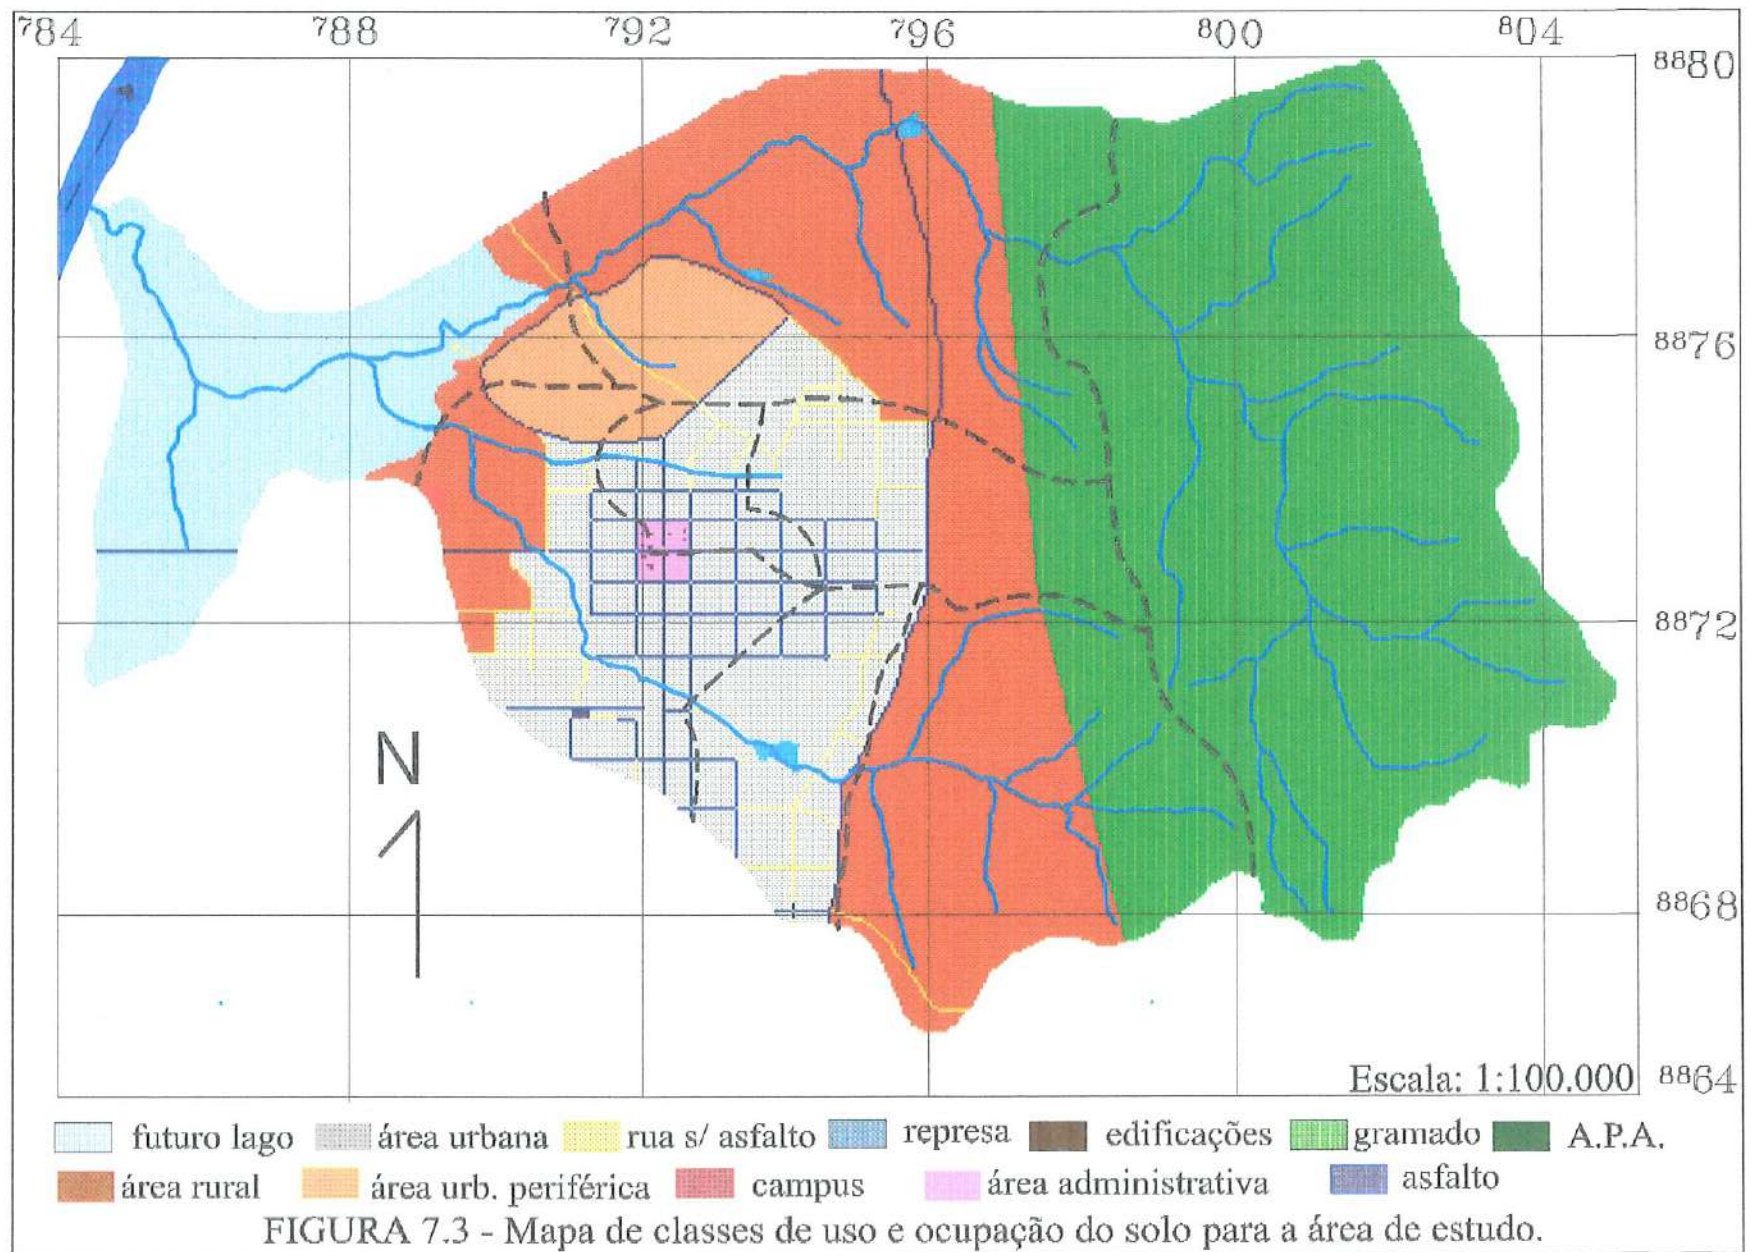 784 788 792 796 800 804
8880
8876
8872
N
8868
Escala: 1:100.000 8864
futuro lago área urbana rua s/ asfalto represa edificações gramado A.P.A.
área rural área urb. periférica campus área administrativa asfalto
FIGURA 7.3 - Mapa de classes de uso e ocupação do solo para a área de estudo.